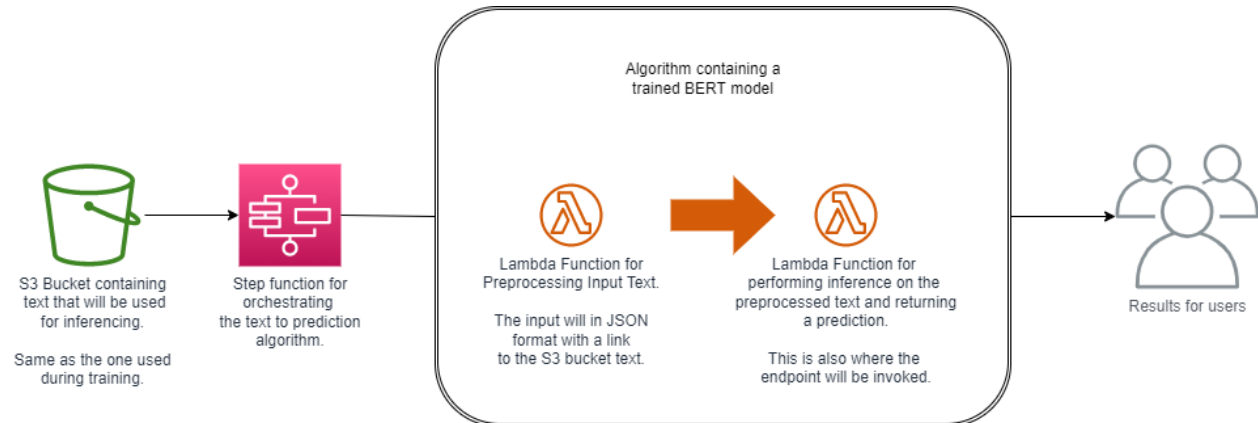 Algorithm containing a
trained BERT model
S3 Bucket containing
text that will be used
for inferencing.
Same as the one used
during training.
Step function for
orchestrating
the text to prediction
algorithm.
Lambda Function for
Preprocessing Input Text.
The input will in JSON
format with a link
to the S3 bucket text.
Lambda Function for
performing inference on the
preprocessed text and returning
a prediction.
This is also where the
endpoint will be invoked.
Results for users